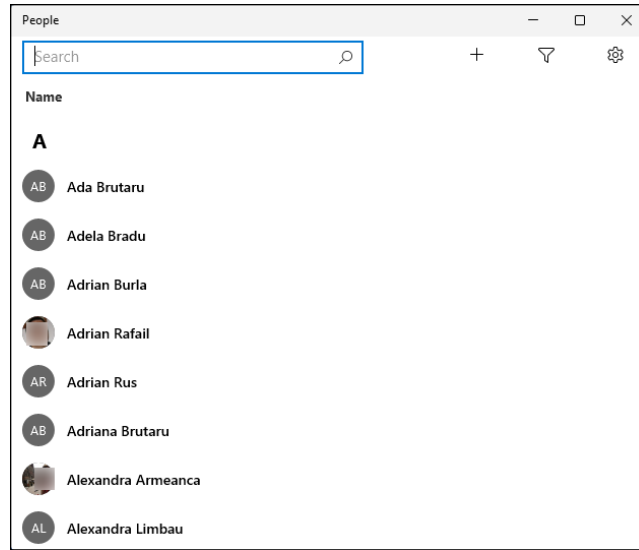 People
Search
Name
A
AB Ada Brutaru
AB Adela Bradu
AB Adrian Burla
Adrian Rafail
AR Adrian Rus
AB Adriana Brutaru
Alexandra Armeanca
AL Alexandra Limbau